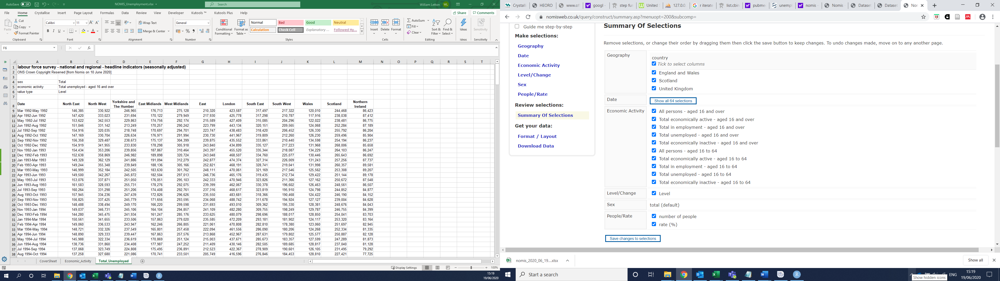 AutoSave Off NOMIS_Unemployment.xlsx Search William Letton WL
File Home Crystallise Insert Page Layout Formulas Data Review View Developer Kutools ™ Kutools Plus Help Share Comments
Paste Cut Copy Format Painter
Calibri 11 Wrap Text General
B I U Merge & Center
Conditional Formatting Format as Table
Normal Bad Good Neutral
Calculation Check Cell Explanatory ... Followed Hy...
Insert Delete Format
AutoSum Fill Clear Sort & Filter Find & Select Ideas Sensitivity
Clipboard Font Alignment Number Styles Cells Editing Ideas Sensitivity
F6 fx
A B C D E F G H I J K L M N O P Q R S T
1 labour force survey - national and regional - headline indicators (seasonally adjusted)
2 ONS Crown Copyright Reserved [from Nomis on 10 June 2020]
3
4 sex Total
5 economic activity Total unemployed - aged 16 and over
6 value type Level
7
8 Date North East North West Yorkshire and The Humber East Midlands West Midlands East London South East South West Wales Scotland Northern Ireland
9 Mar 1992-May 1992 146,385 330,922 246,965 176,713 275,128 210,320 423,587 317,497 217,322 120,010 244,468 86,423
10 Apr 1992-Jun 1992 147,420 333,023 231,694 170,122 279,949 217,930 425,778 317,298 210,787 117,916 238,038 87,412
11 May 1992-Jul 1992 153,622 342,553 229,863 174,756 292,174 215,589 427,409 315,085 204,296 122,022 238,481 86,775
12 Jun 1992-Aug 1992 151,046 331,142 213,249 170,257 290,242 223,799 443,134 320,151 209,565 124,068 252,284 87,189
13 Jul 1992-Sep 1992 154,916 320,035 218,748 170,697 294,701 223,747 438,483 318,420 206,452 126,330 255,792 86,204
14 Aug 1992-Oct 1992 147,169 330,704 226,634 176,971 291,994 230,730 441,967 319,809 212,260 126,230 259,496 85,904
15 Sep 1992-Nov 1992 156,358 329,487 238,673 175,137 304,399 239,875 435,552 333,861 210,440 134,598 254,194 86,237
16 Oct 1992-Dec 1992 154,919 341,955 233,830 178,298 305,918 243,840 434,899 335,127 217,223 131,968 268,006 85,658
17 Nov 1992-Jan 1993 154,434 353,206 239,856 187,867 310,464 243,397 455,520 335,344 218,087 134,229 264,103 86,247
18 Dec 1992-Feb 1993 152,638 358,869 246,982 189,898 320,724 243,048 468,507 334,760 225,077 130,446 265,643 86,692
19 Jan 1993-Mar 1993 149,328 362,129 241,886 191,094 312,279 242,877 474,374 327,314 226,009 131,243 257,256 87,737
20 Feb 1993-Apr 1993 149,244 355,348 239,849 188,136 305,166 252,821 468,191 328,741 219,041 131,998 260,357 89,581
21 Mar 1993-May 1993 146,999 352,184 242,505 183,630 301,762 248,111 470,061 321,169 217,546 125,562 253,308 89,207
22 Apr 1993-Jun 1993 149,500 342,267 245,872 182,504 297,013 246,736 465,176 319,435 212,734 129,422 251,144 89,178
23 May 1993-Jul 1993 153,076 337,871 251,050 176,051 295,103 242,333 470,946 323,826 211,366 127,162 250,672 87,548
24 Jun 1993-Aug 1993 161,583 328,593 255,731 178,276 292,075 239,399 462,067 330,378 196,602 126,463 248,561 86,507
25 Jul 1993-Sep 1993 160,264 331,298 251,206 174,408 292,761 237,316 468,617 323,819 195,910 124,798 244,852 84,877
26 Aug 1993-Oct 1993 157,945 334,236 247,439 172,826 296,626 235,550 483,681 318,366 190,468 124,422 246,190 84,152
27 Sep 1993-Nov 1993 156,825 337,425 245,779 171,656 293,595 234,068 488,742 311,678 194,924 127,127 239,004 84,628
28 Oct 1993-Dec 1993 148,488 338,494 249,170 166,220 299,598 231,693 493,010 309,362 195,330 128,381 248,676 84,043
29 Nov 1993-Jan 1994 149,037 346,731 245,106 164,104 294,857 241,109 482,280 309,755 198,249 129,787 246,755 84,399
30 Dec 1993-Feb 1994 144,280 345,475 241,934 161,247 285,176 233,625 480,079 298,696 188,017 128,850 254,041 83,703
31 Jan 1994-Mar 1994 150,561 341,655 233,506 157,863 279,020 235,585 472,209 293,181 181,902 124,117 253,320 83,164
32 Feb 1994-Apr 1994 149,060 336,533 243,947 162,246 266,805 221,061 470,808 282,810 178,380 123,060 251,697 82,945
33 Mar 1994-May 1994 148,721 332,326 237,549 165,801 257,458 222,094 461,556 286,090 180,206 124,268 252,334 81,335
34 Apr 1994-Jun 1994 148,890 329,333 239,447 167,863 257,576 213,868 452,967 287,631 179,802 125,577 250,887 82,128
35 May 1994-Jul 1994 145,988 322,334 236,619 170,869 251,124 215,003 437,671 285,673 183,357 127,599 247,289 81,873
36 Jun 1994-Aug 1994 138,736 331,860 234,408 177,987 247,252 211,409 430,146 282,505 189,685 128,817 237,040 81,128
37 Jul 1994-Sep 1994 137,068 323,749 224,808 175,495 236,891 212,523 422,367 278,909 190,601 126,105 231,495 79,292
38 Aug 1994-Oct 1994 137,258 327,680 221,086 170,741 233,501 205,749 416,596 276,846 184,453 128,810 227,421 77,725
CoverSheet Economic_Activity Total_Unemployed
Display Settings 100%
15:19
19/06/2020
Crystalli HEORO www.of googl - step fun United 127.0.0. r iterate list.cbin pubmed unempl nomis - Nomis Dataset Dataset Nor
nomisweb.co.uk/query/construct/summary.asp?menuopt=200&subcomp=
Guide me step-by-step
Make selections:
Geography
Date
Economic Activity
Level/Change
Sex
People/Rate
Review selections:
Summary Of Selections
Get your data:
Format / Layout
Download Data
Summary Of Selections
Remove selections, or change their order by dragging them then click the save button to keep changes. To undo changes made, move on to any another page.
Geography country
Tick to select columns
England and Wales
Scotland
United Kingdom
Date Show all 64 selections
Economic Activity All persons - aged 16 and over
Total economically active - aged 16 and over
Total in employment - aged 16 and over
Total unemployed - aged 16 and over
Total economically inactive - aged 16 and over
All persons - aged 16 to 64
Total economically active - aged 16 to 64
Total in employment - aged 16 to 64
Total unemployed - aged 16 to 64
Total economically inactive - aged 16 to 64
Level/Change Level
Sex total (default)
People/Rate number of people
rate (%)
Save changes to selections
nomis_2020_06_19....xlsx Show all
Start a search
ENG 15:19
19/06/2020
Show hidden icons